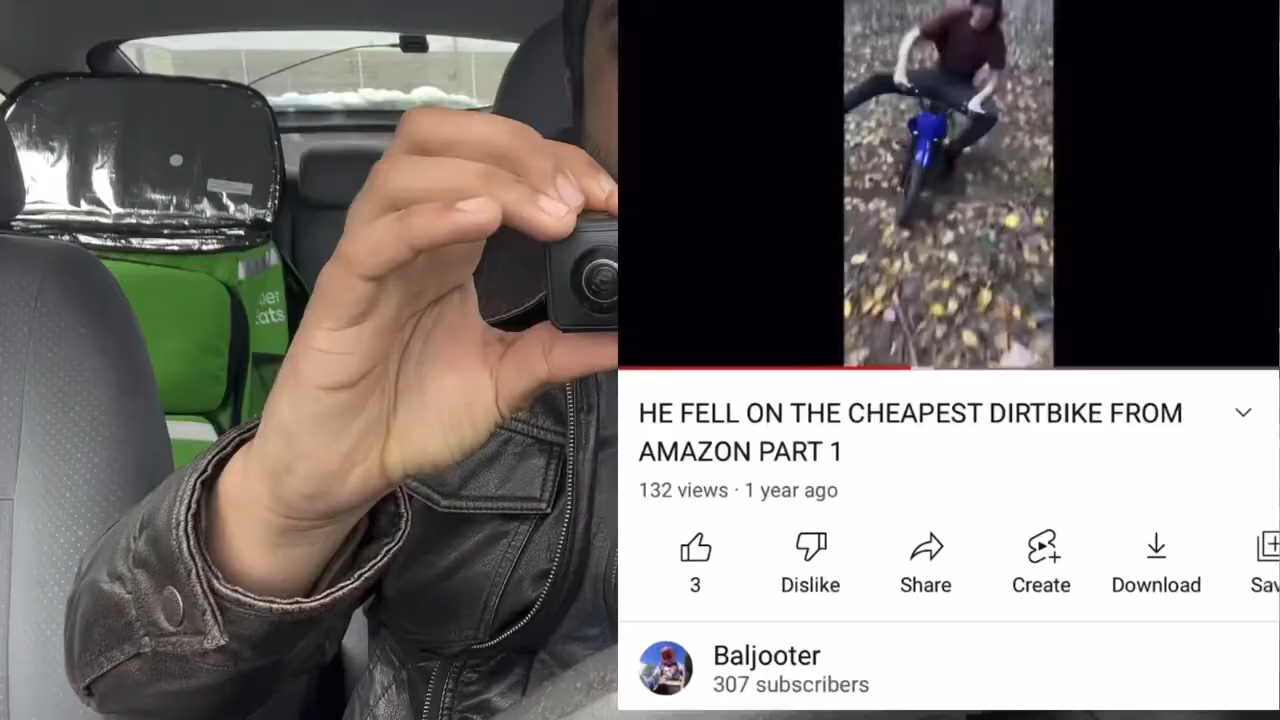 HE FELL ON THE CHEAPEST DIRTBIKE FROM
AMAZON PART 1
132 views · 1 year ago
3
Dislike
Share
Create
Download
Baljooter
307 subscribers